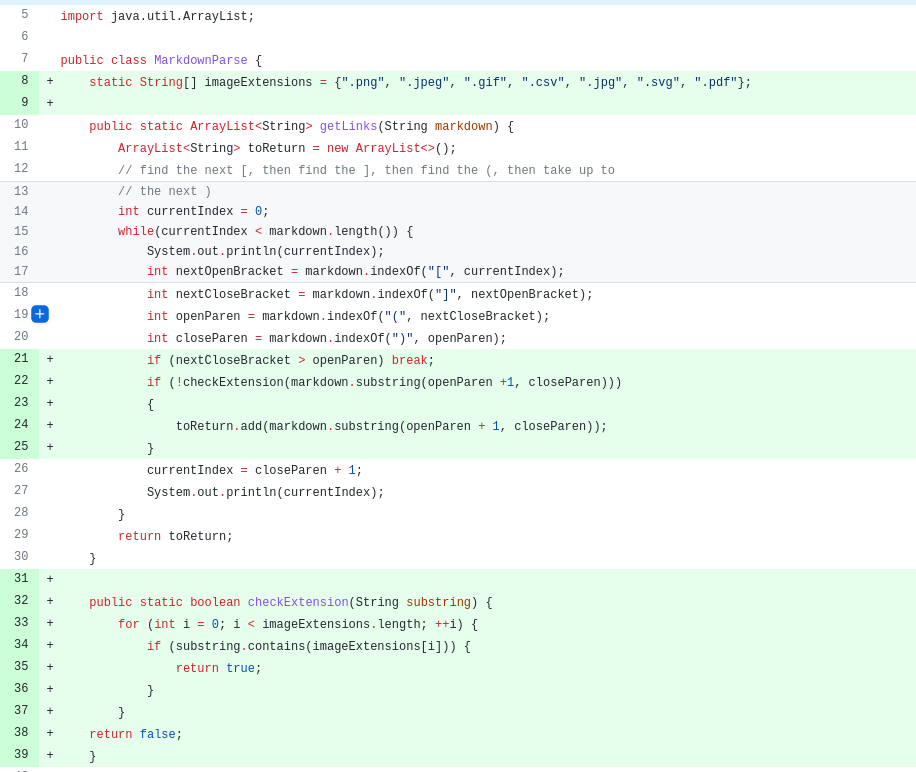 5 import java.util.ArrayList;
6
7 public class MarkdownParse {
8 + static String[] imageExtensions = {".png", ".jpeg", ".gif", ".csv", ".jpg", ".svg", ".pdf"};
9 +
10 public static ArrayList<String> getLinks(String markdown) {
11 ArrayList<String> toReturn = new ArrayList<>();
12 // find the next [, then find the ], then find the (, then take up to
13 // the next )
14 int currentIndex = 0;
15 while(currentIndex < markdown.length()) {
16 System.out.println(currentIndex);
17 int nextOpenBracket = markdown.indexOf("[", currentIndex);
18 int nextCloseBracket = markdown.indexOf("]", nextOpenBracket);
19 + int openParen = markdown.indexOf("(", nextCloseBracket);
20 int closeParen = markdown.indexOf(")", openParen);
21 + if (nextCloseBracket > openParen) break;
22 + if (!checkExtension(markdown.substring(openParen +1, closeParen)))
23 + {
24 + toReturn.add(markdown.substring(openParen + 1, closeParen));
25 + }
26 currentIndex = closeParen + 1;
27 System.out.println(currentIndex);
28 }
29 return toReturn;
30 }
31 +
32 + public static boolean checkExtension(String substring) {
33 + for (int i = 0; i < imageExtensions.length; ++i) {
34 + if (substring.contains(imageExtensions[i])) {
35 + return true;
36 + }
37 + }
38 + return false;
39 + }